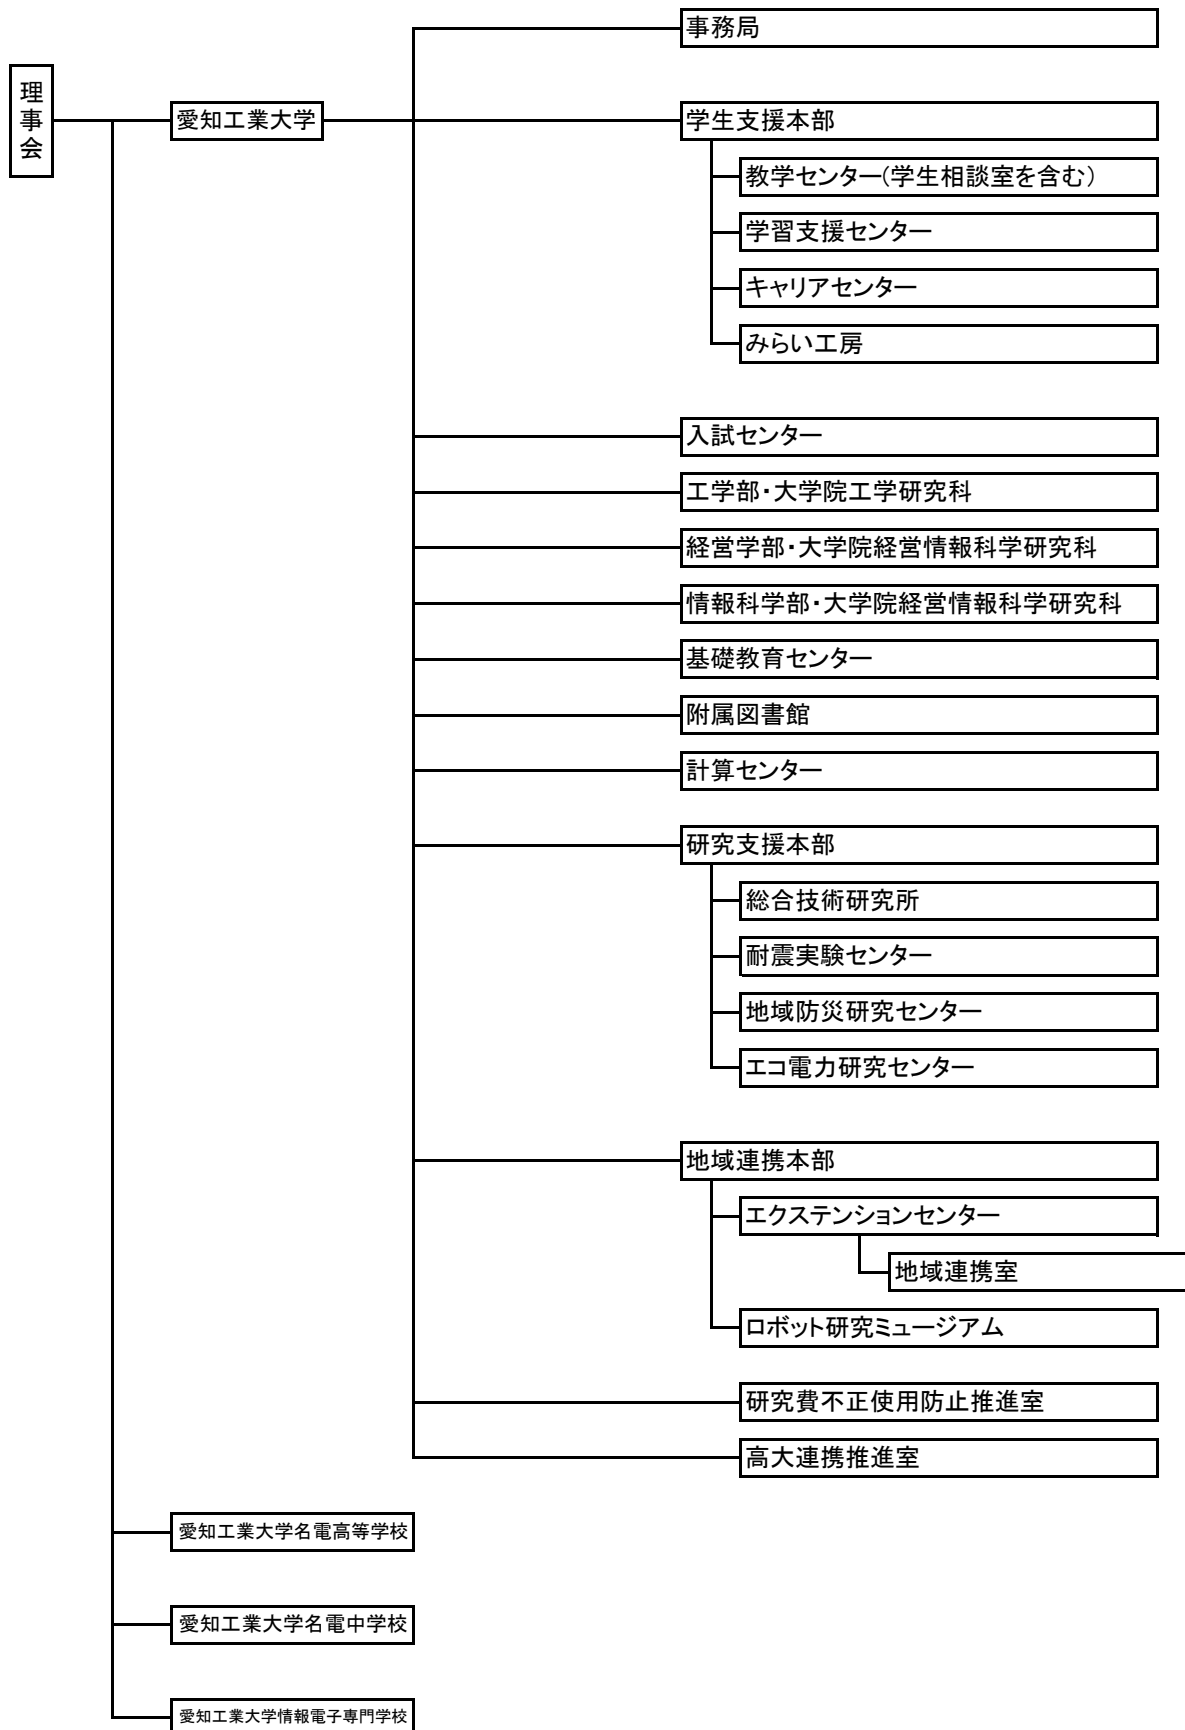 事務局
理事会
愛知工業大学
学生支援本部
教学センター(学生相談室を含む)
学習支援センター
キャリアセンター
みらい工房
入試センター
工学部・大学院工学研究科
経営学部・大学院経営情報科学研究科
情報科学部・大学院経営情報科学研究科
基礎教育センター
附属図書館
計算センター
研究支援本部
総合技術研究所
耐震実験センター
地域防災研究センター
エコ電力研究センター
地域連携本部
エクステンションセンター
地域連携室
ロボット研究ミュージアム
研究費不正使用防止推進室
高大連携推進室
愛知工業大学名電高等学校
愛知工業大学名電中学校
愛知工業大学情報電子専門学校